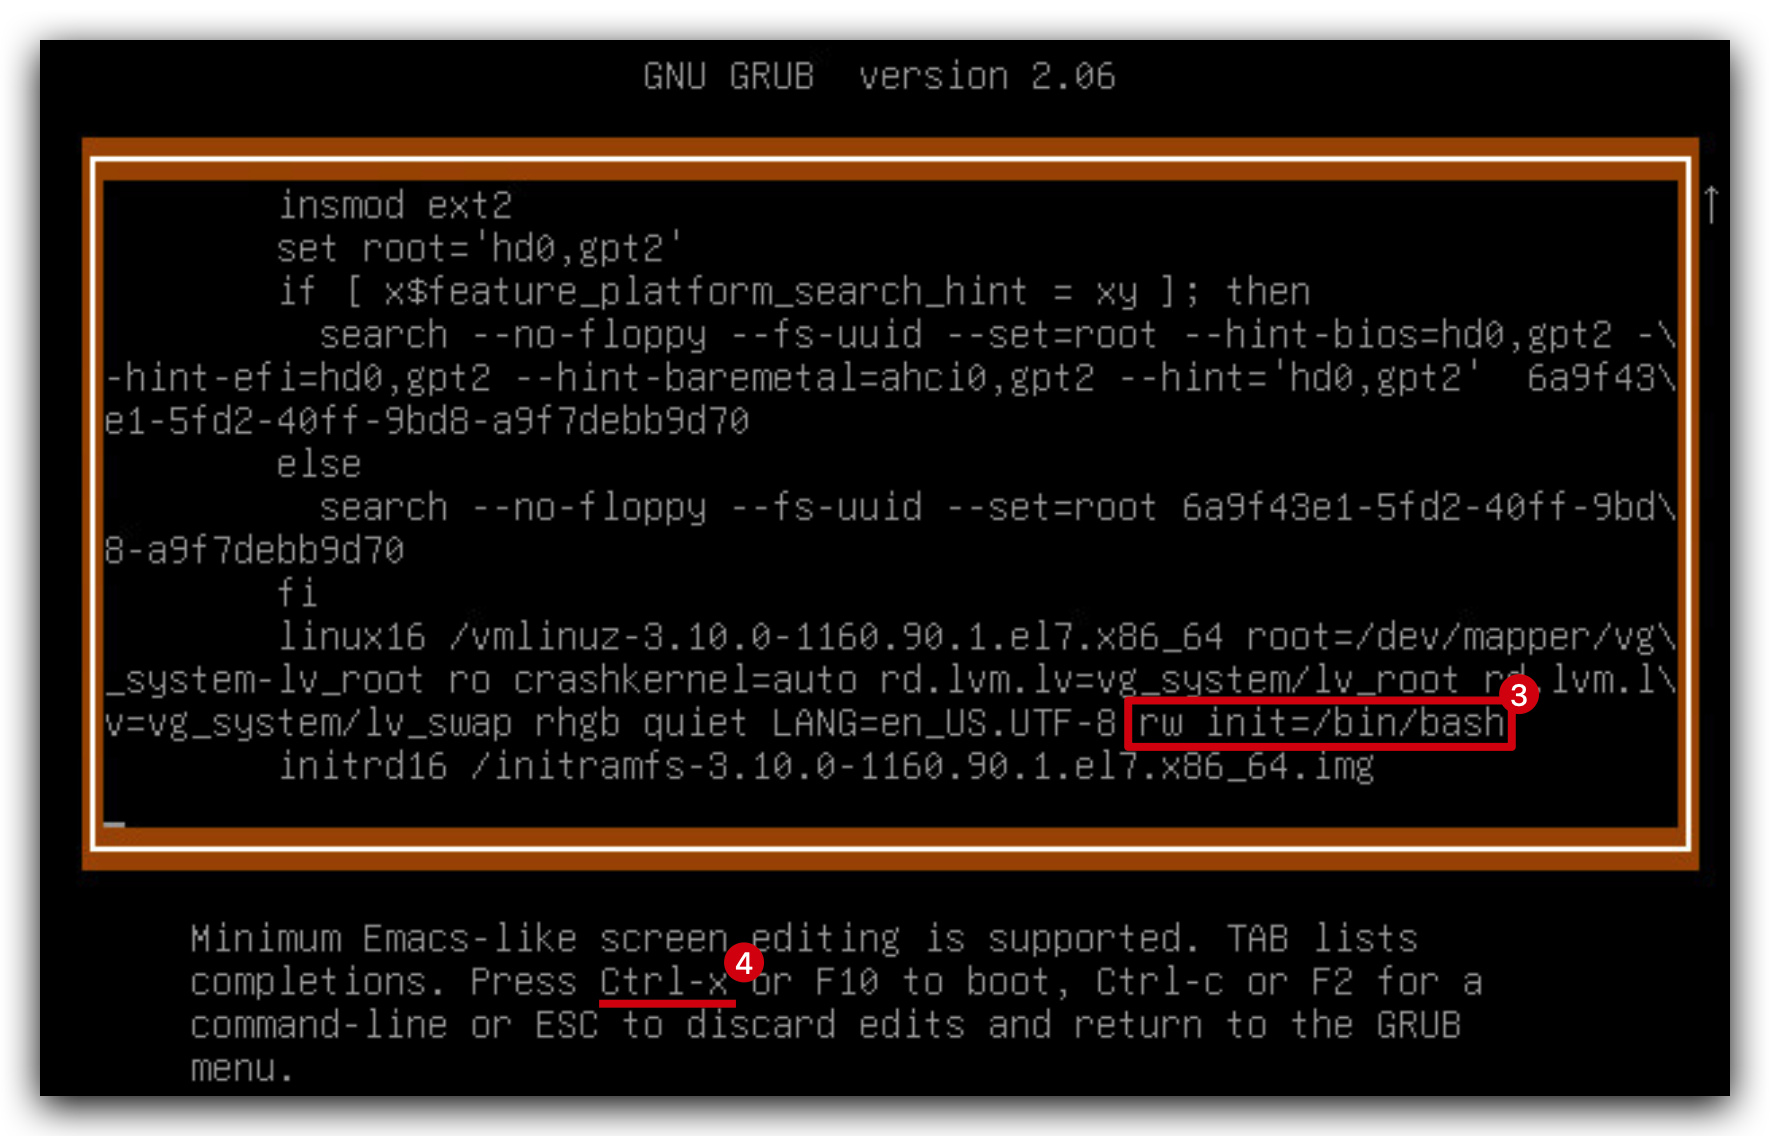 GNU GRUB  version 2.06
insmod ext2
set root='hd0,gpt2'
if [ x$feature_platform_search_hint = xy ]; then
search --no-floppy --fs-uuid --set=root --hint-bios=hd0,gpt2 -\
-hint-efi=hd0,gpt2 --hint-baremetal=ahci0,gpt2 --hint='hd0,gpt2'  6a9f43\
e1-5fd2-40ff-9bd8-a9f7debb9d70
else
search --no-floppy --fs-uuid --set=root 6a9f43e1-5fd2-40ff-9bd\
8-a9f7debb9d70
fi
linux16 /vmlinuz-3.10.0-1160.90.1.el7.x86_64 root=/dev/mapper/vg\
_system-lv_root ro crashkernel=auto rd.lvm.lv=vg_system/lv_root rd.lvm.l\
3
v=vg_system/lv_swap rhgb quiet LANG=en_US.UTF-8 rw init=/bin/bash
initrd16 /initramfs-3.10.0-1160.90.1.el7.x86_64.img
Minimum Emacs-like screen editing is supported. TAB lists
4
completions. Press Ctrl-x or F10 to boot, Ctrl-c or F2 for a
command-line or ESC to discard edits and return to the GRUB
menu.